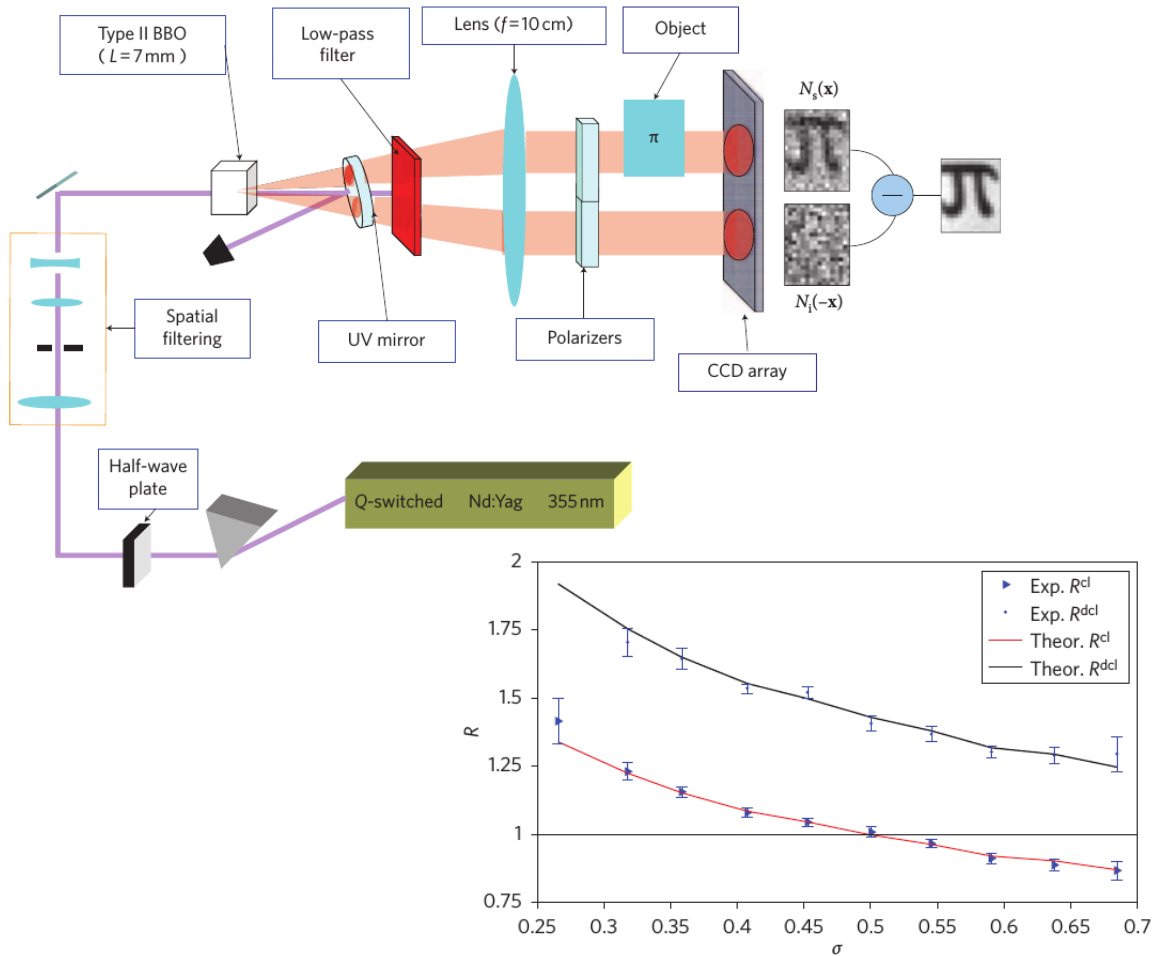 Type II BBO
( L = 7 mm )
Low-pass
filter
Lens (f = 10 cm)
Object
π
Nₛ(x)
Nᵢ(−x)
−
Spatial
filtering
UV mirror
Polarizers
CCD array
Half-wave
plate
Q-switched Nd:Yag 355 nm
2
1.75
1.5
1.25
1
0.75
R
0.25 0.3 0.35 0.4 0.45 0.5 0.55 0.6 0.65 0.7
σ
Exp. Rᶜˡ
Exp. Rᵈᶜˡ
Theor. Rᶜˡ
Theor. Rᵈᶜˡ